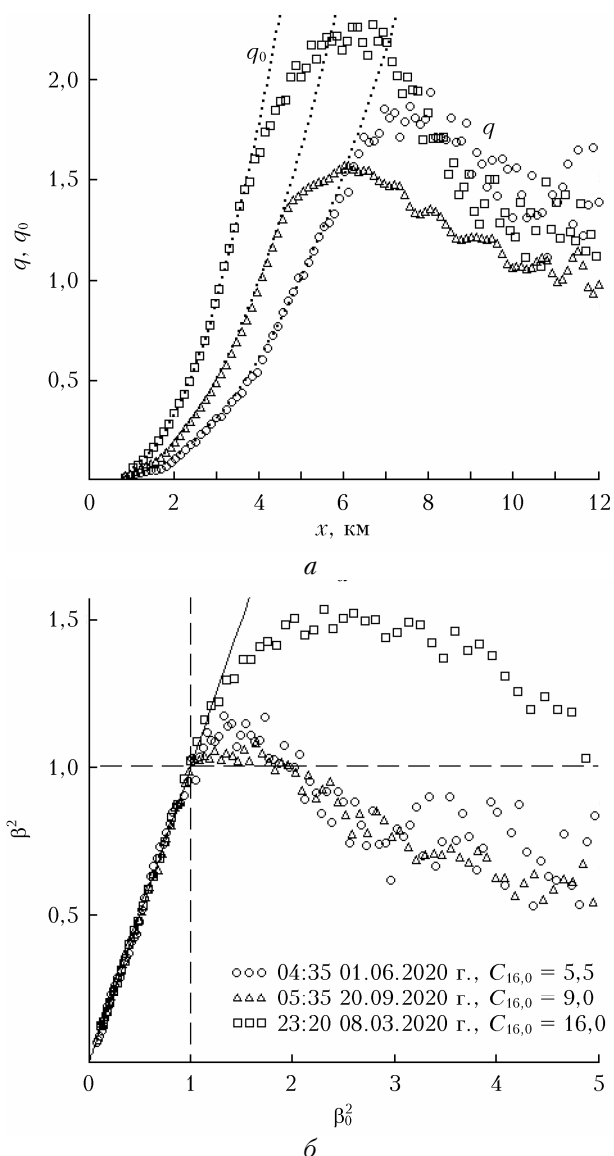 q, q₀
2,0
1,5
1,0
0,5
q₀
q
0 2 4 6 8 10 12
x, км
а
β²
1,5
1,0
0,5
04:35 01.06.2020 г., C₁₆,₀ = 5,5
05:35 20.09.2020 г., C₁₆,₀ = 9,0
23:20 08.03.2020 г., C₁₆,₀ = 16,0
0 1 2 3 4 5
β₀²
б